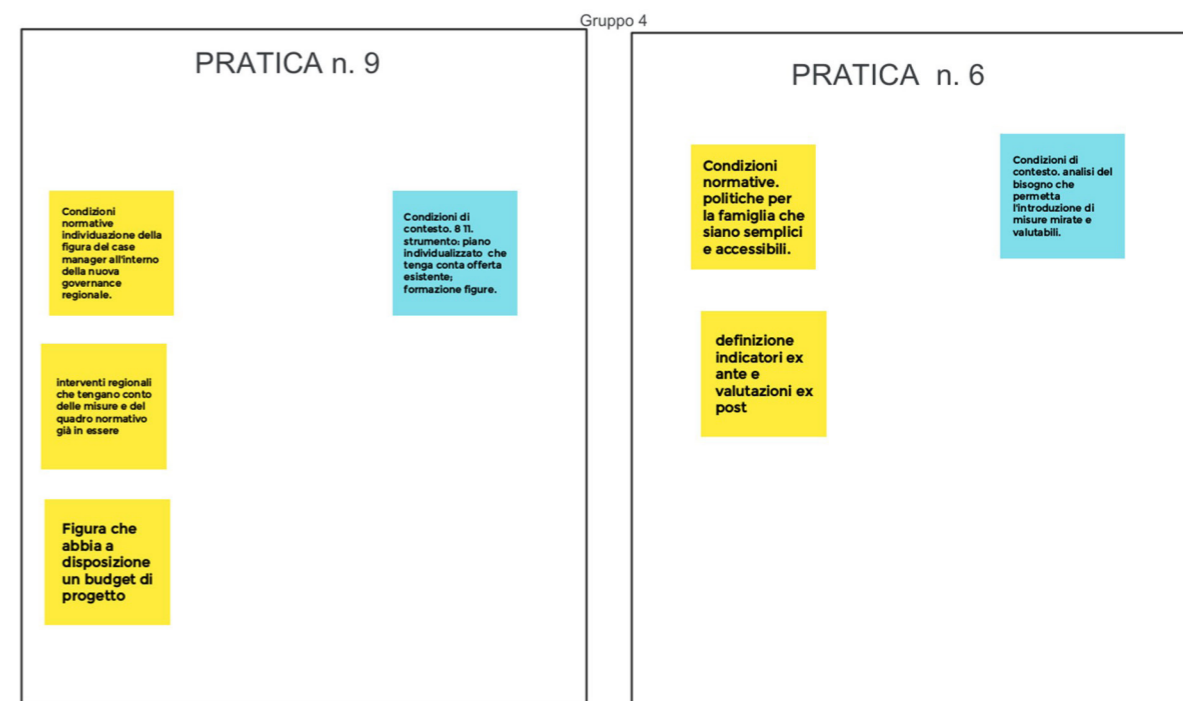 Gruppo 4
PRATICA n. 9
Condizioni
normative
individuazione della
figura del case
manager all'interno
della nuova
governance
regionale.
Condizioni di
contesto. 8 11.
strumento: piano
individualizzato che
tenga conta offerta
esistente;
formazione figure.
interventi regionali
che tengano conto
delle misure e del
quadro normativo
già in essere
Figura che
abbia a
disposizione
un budget di
progetto
PRATICA n. 6
Condizioni
normative.
politiche per
la famiglia che
siano semplici
e accessibili.
Condizioni di
contesto. analisi del
bisogno che
permetta
l'introduzione di
misure mirate e
valutabili.
definizione
indicatori ex
ante e
valutazioni ex
post